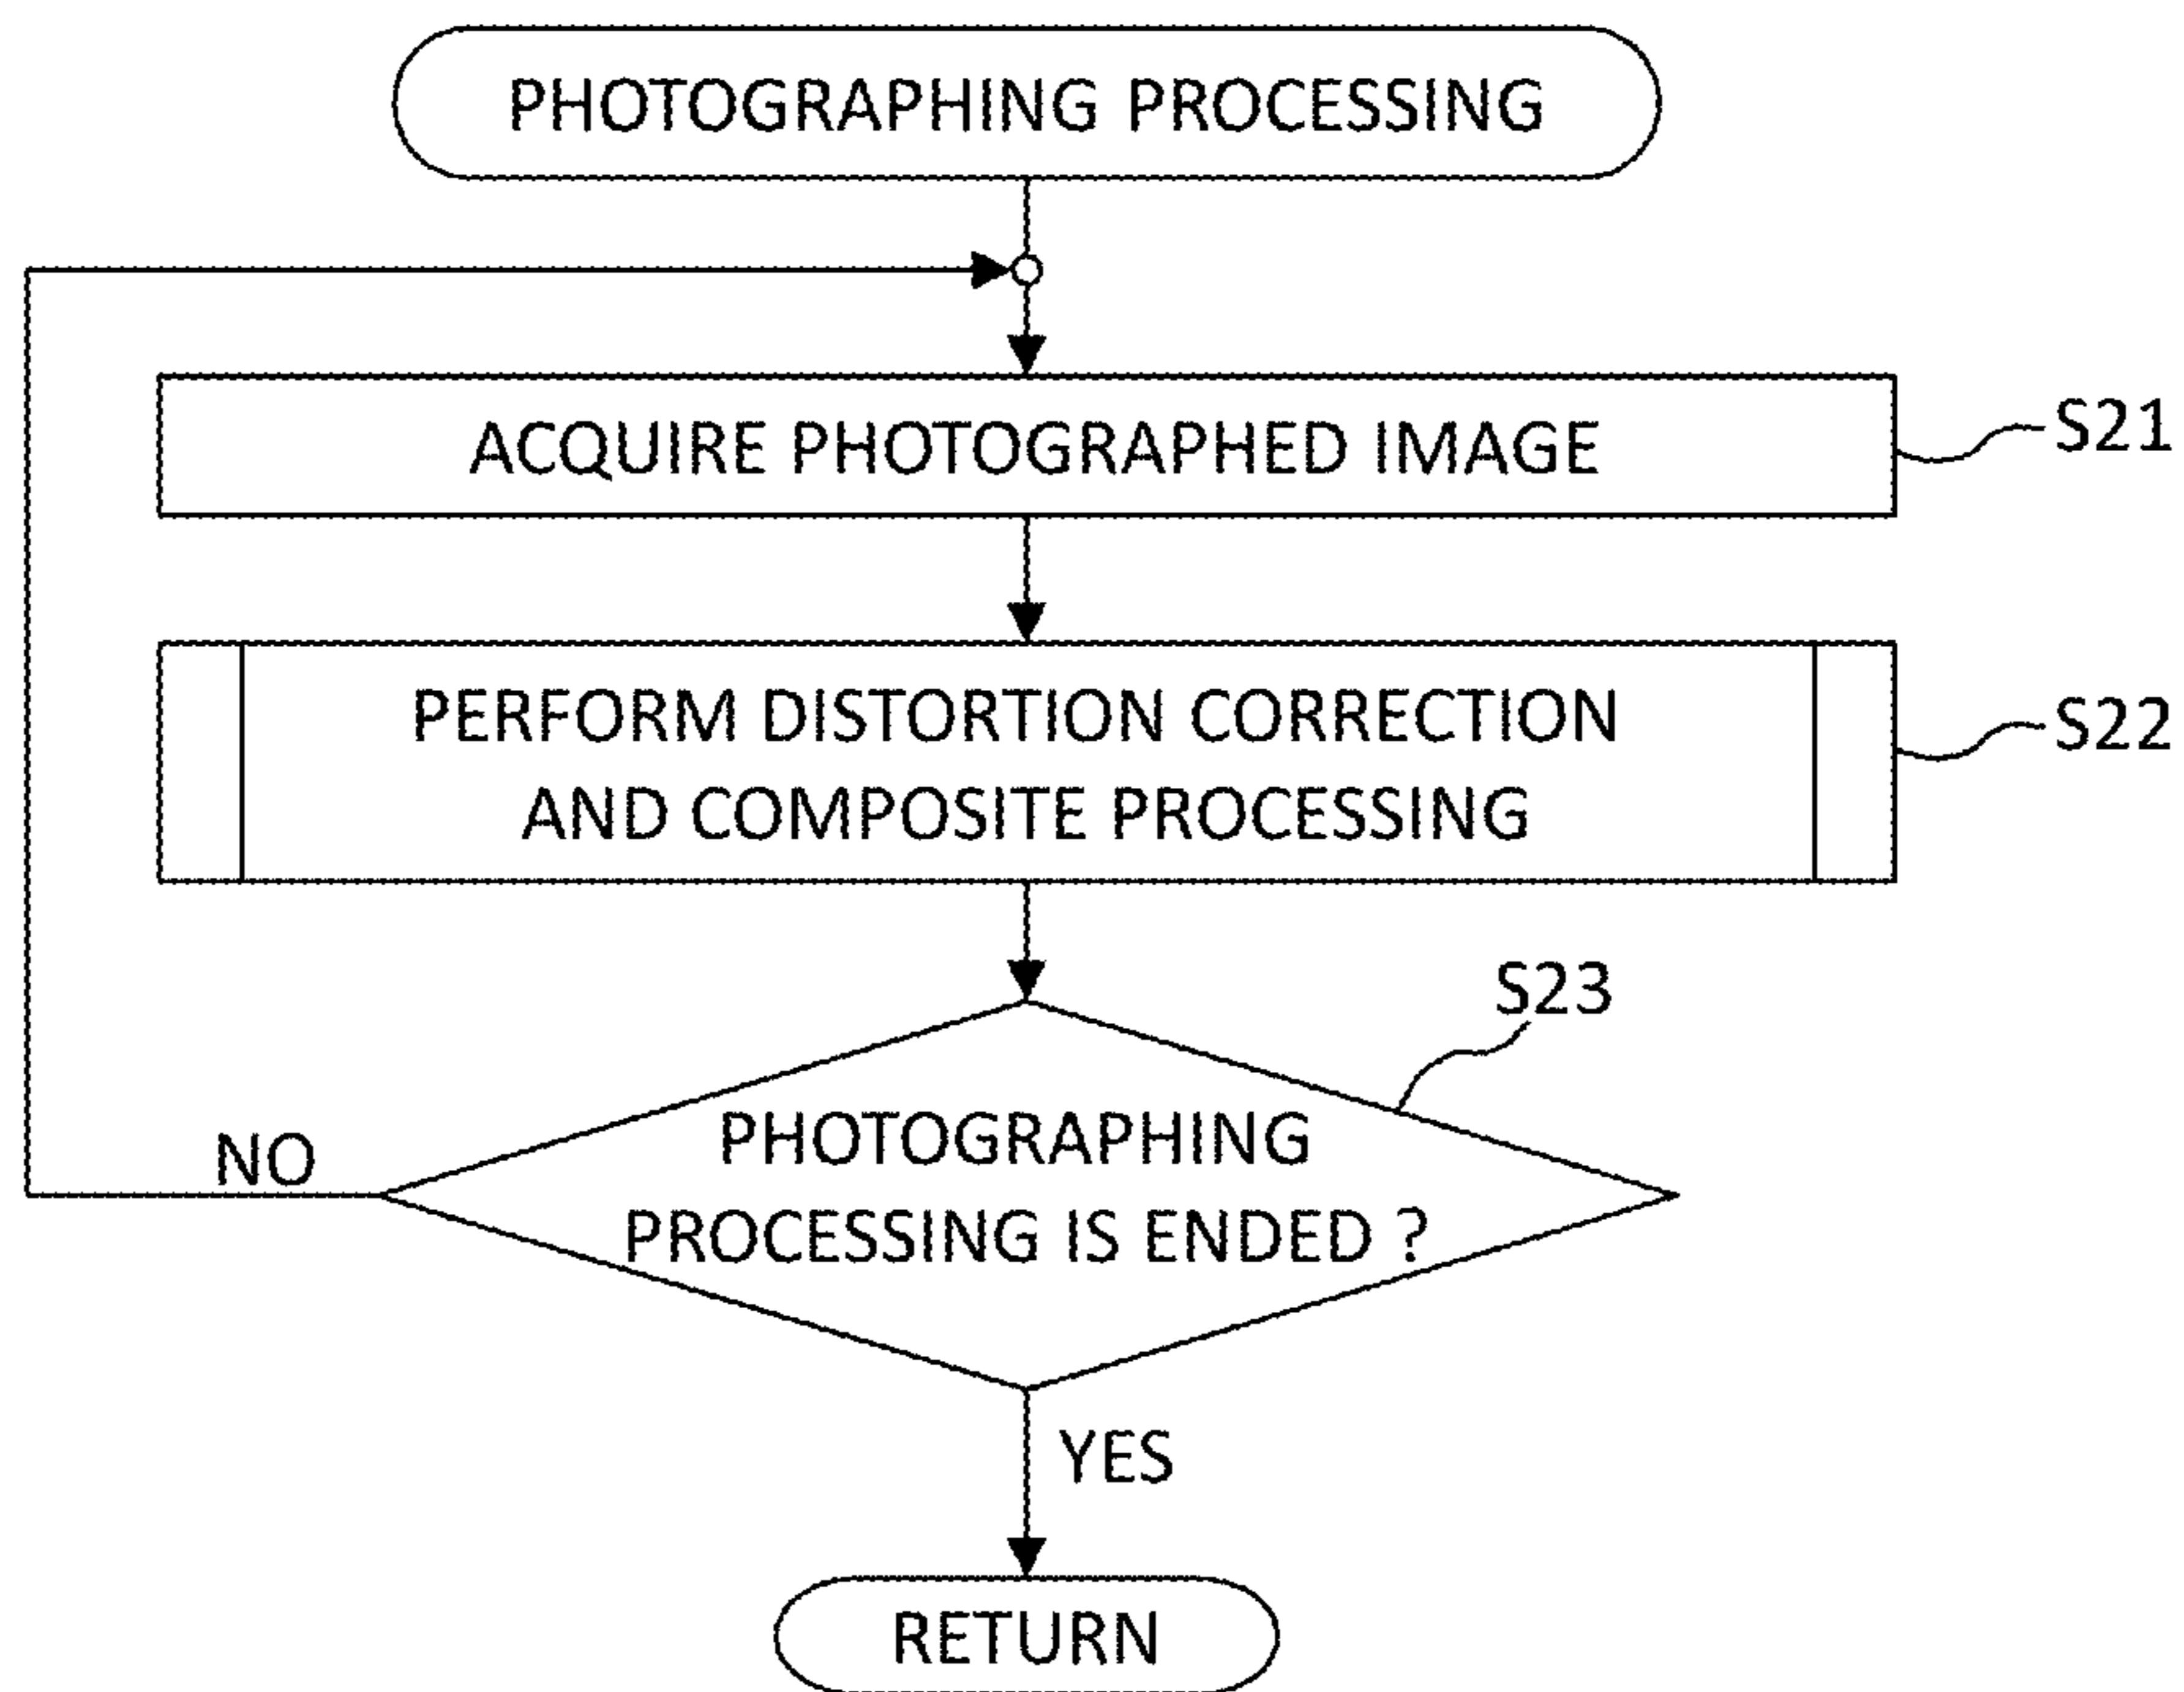 PHOTOGRAPHING PROCESSING
ACQUIRE PHOTOGRAPHED IMAGE
S21
PERFORM DISTORTION CORRECTION
AND COMPOSITE PROCESSING
S22
S23
PHOTOGRAPHING
PROCESSING IS ENDED ?
NO
YES
RETURN